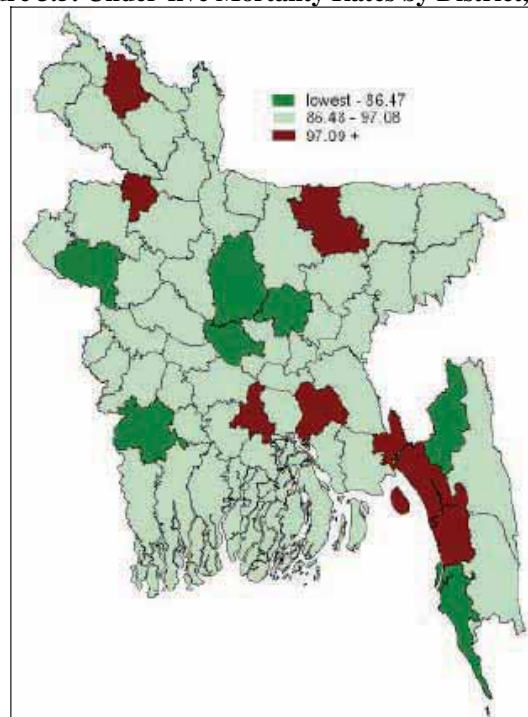 Under-five Mortality Rates by District,
lowest - 86.47
86.48 - 97.08
97.09 +
1